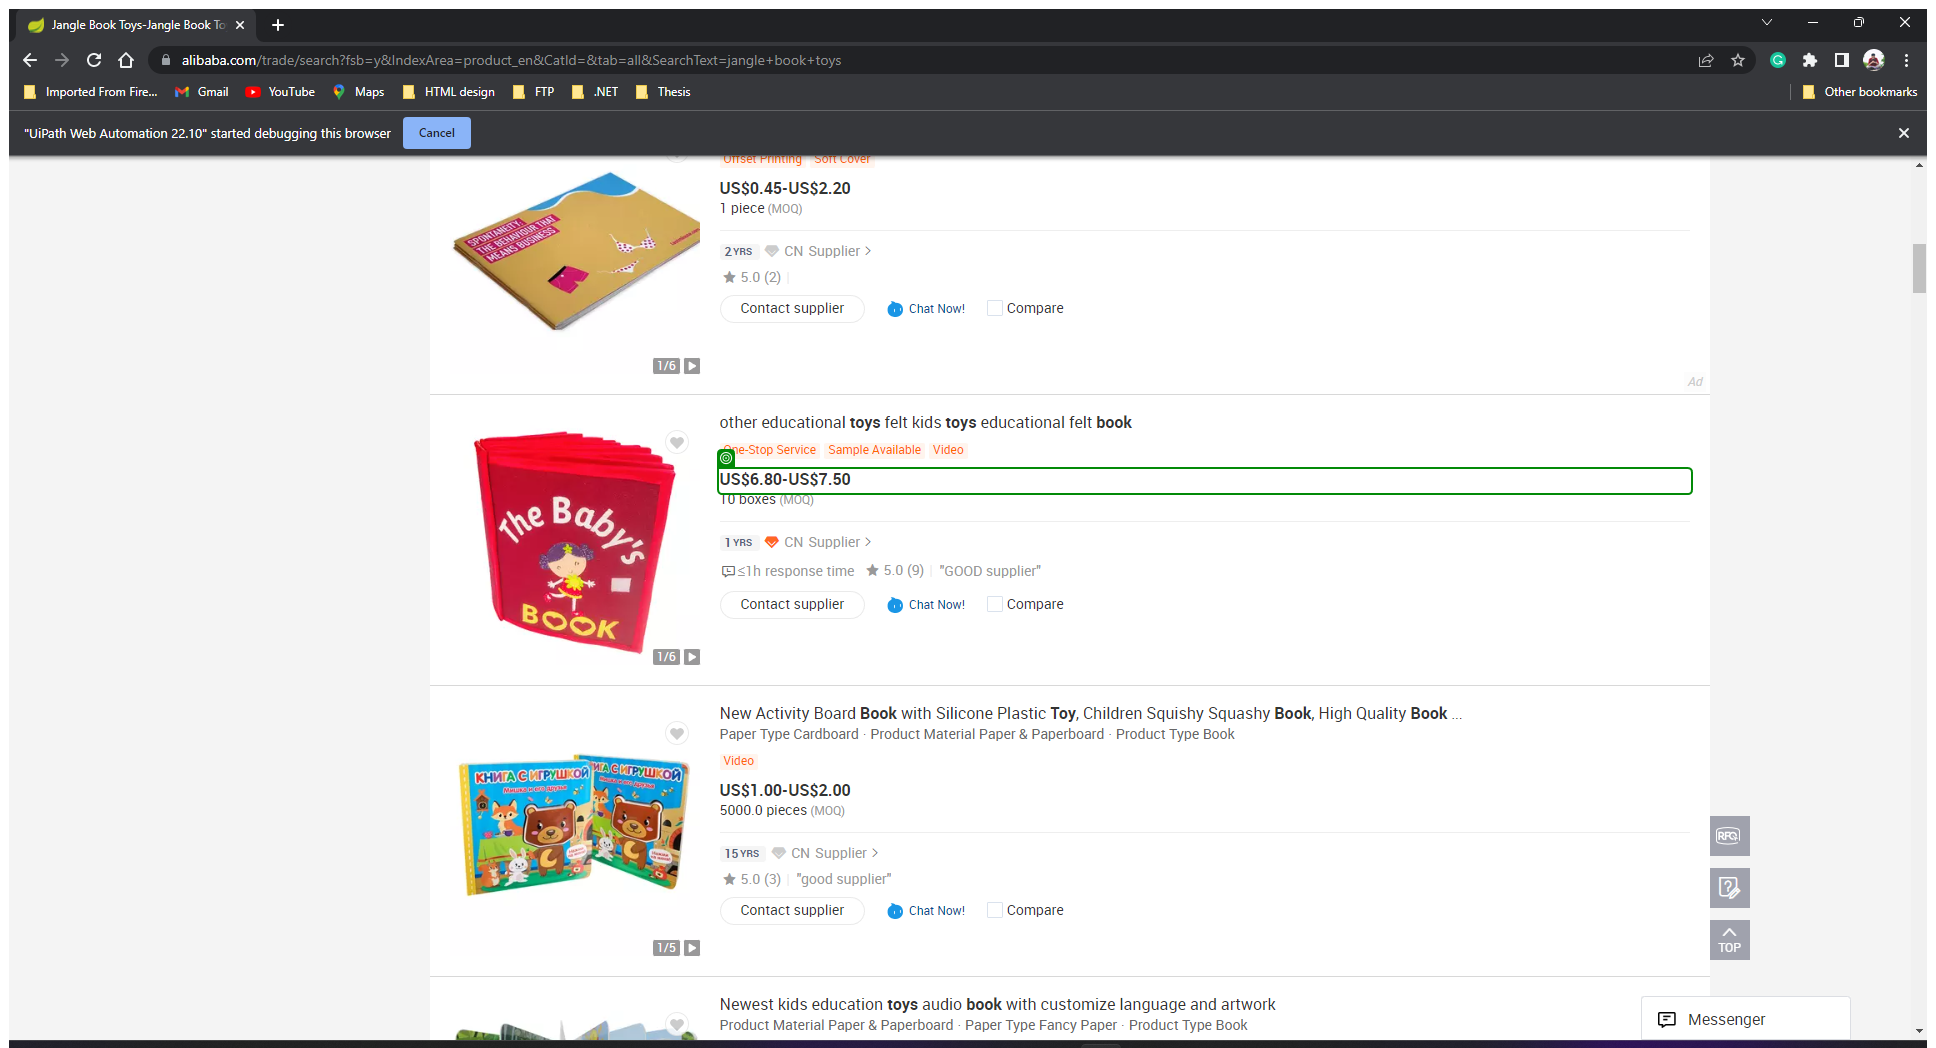 Jangle Book Toys-Jangle Book To
alibaba.com/trade/search?fsb=y&IndexArea=product_en&CatId=&tab=all&SearchText=jangle+book+toys
Imported From Fire... Gmail YouTube Maps HTML design FTP .NET Thesis Other bookmarks
"UiPath Web Automation 22.10" started debugging this browser Cancel
Offset Printing Soft Cover
US$0.45-US$2.20
1 piece (MOQ)
2 YRS CN Supplier >
5.0 (2)
Contact supplier Chat Now! Compare
SPONTANEITY.
THE BEHAVIOUR THAT
MEANS BUSINESS
1/6
Ad
other educational toys felt kids toys educational felt book
One-Stop Service Sample Available Video
US$6.80-US$7.50
10 boxes (MOQ)
1 YRS CN Supplier >
≤1h response time 5.0 (9) "GOOD supplier"
Contact supplier Chat Now! Compare
The Baby's
BOOK
1/6
New Activity Board Book with Silicone Plastic Toy, Children Squishy Squashy Book, High Quality Book ...
Paper Type Cardboard · Product Material Paper & Paperboard · Product Type Book
Video
US$1.00-US$2.00
5000.0 pieces (MOQ)
15 YRS CN Supplier >
5.0 (3) "good supplier"
Contact supplier Chat Now! Compare
КНИГА С ИГРУШКОЙ
Мишка и его друзья
1/5
RFQ
TOP
Newest kids education toys audio book with customize language and artwork
Product Material Paper & Paperboard · Paper Type Fancy Paper · Product Type Book
Messenger